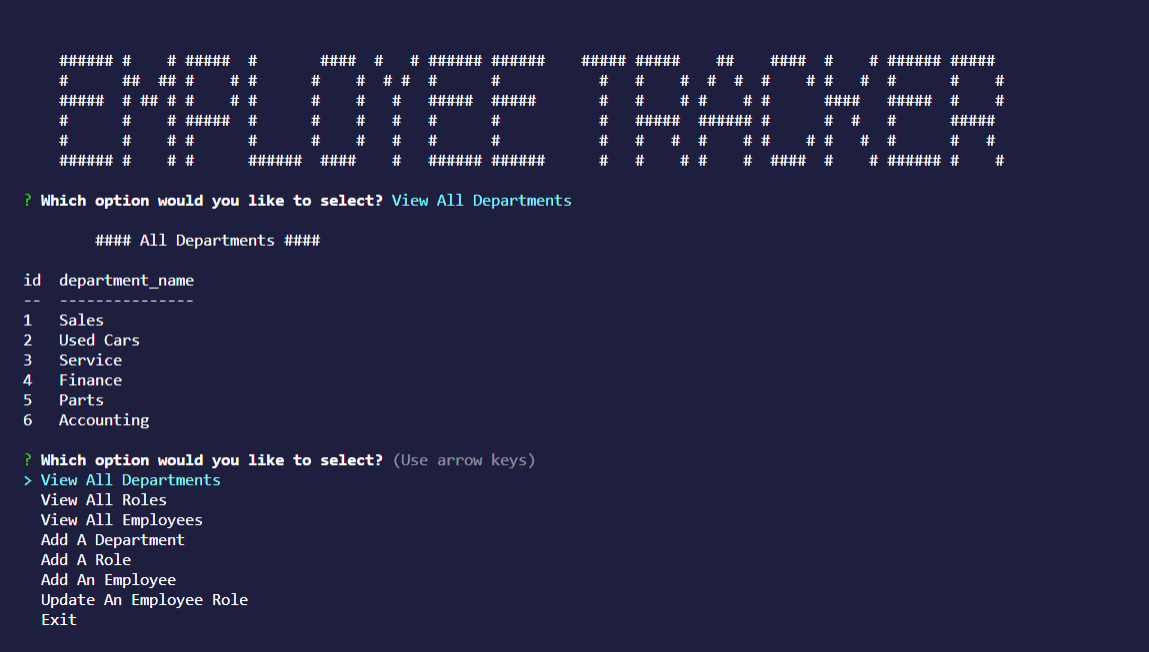 EMPLOYEE TRACKER
? Which option would you like to select? View All Departments
#### All Departments ####
id department_name
-- ---------------
1 Sales
2 Used Cars
3 Service
4 Finance
5 Parts
6 Accounting
? Which option would you like to select? (Use arrow keys)
> View All Departments
View All Roles
View All Employees
Add A Department
Add A Role
Add An Employee
Update An Employee Role
Exit